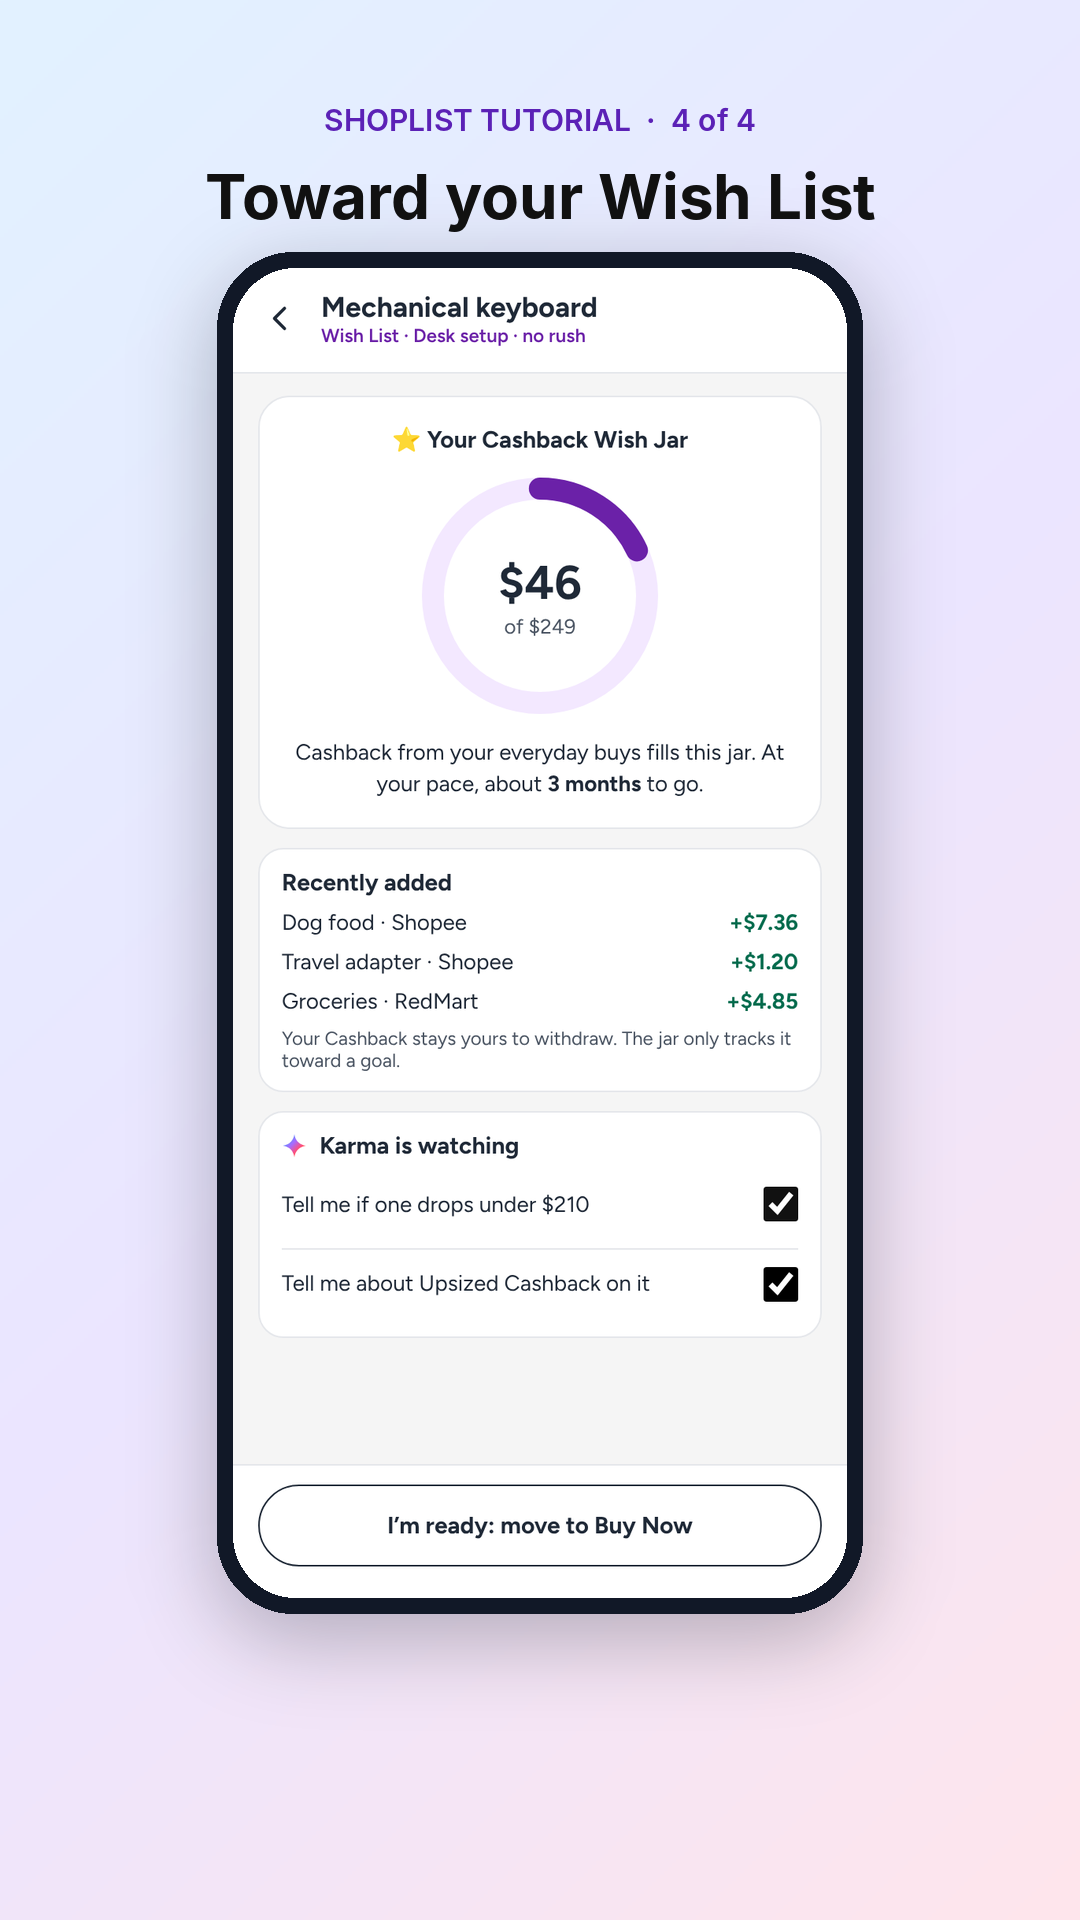 SHOPLIST TUTORIAL · 4 of 4
Toward your Wish List
Mechanical keyboard
Wish List · Desk setup · no rush
⭐ Your Cashback Wish Jar
$46
of $249
Cashback from your everyday buys fills this jar. At
your pace, about 3 months to go.
Recently added
Dog food · Shopee +$7.36
Travel adapter · Shopee +$1.20
Groceries · RedMart +$4.85
Your Cashback stays yours to withdraw. The jar only tracks it
toward a goal.
Karma is watching
Tell me if one drops under $210
Tell me about Upsized Cashback on it
I’m ready: move to Buy Now